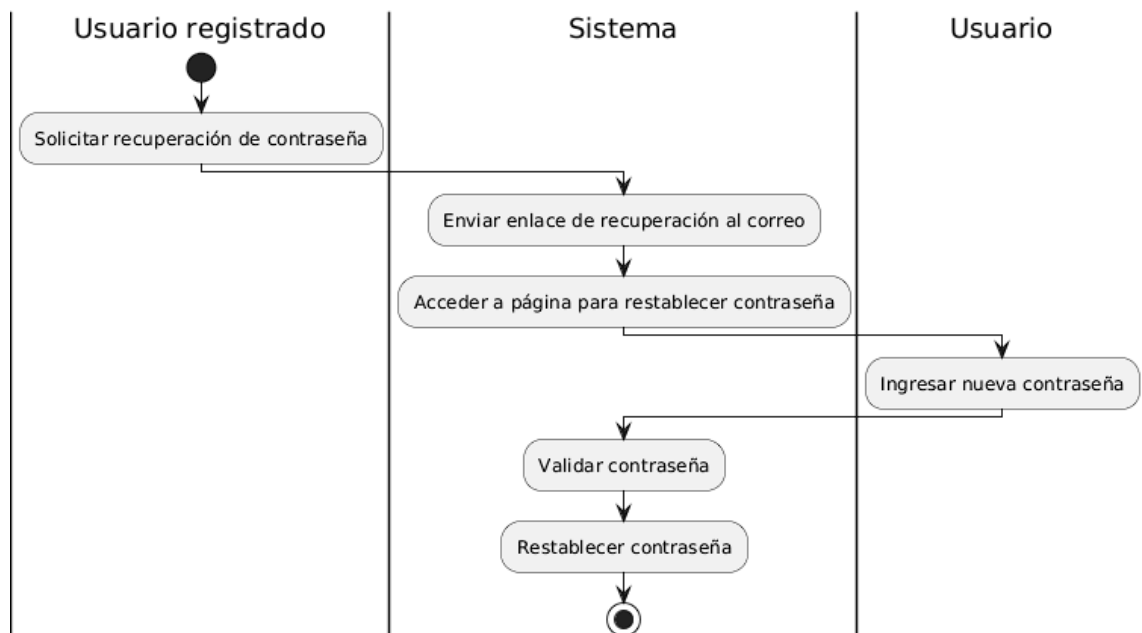 Usuario registrado
Sistema
Usuario
Solicitar recuperación de contraseña
Enviar enlace de recuperación al correo
Acceder a página para restablecer contraseña
Ingresar nueva contraseña
Validar contraseña
Restablecer contraseña